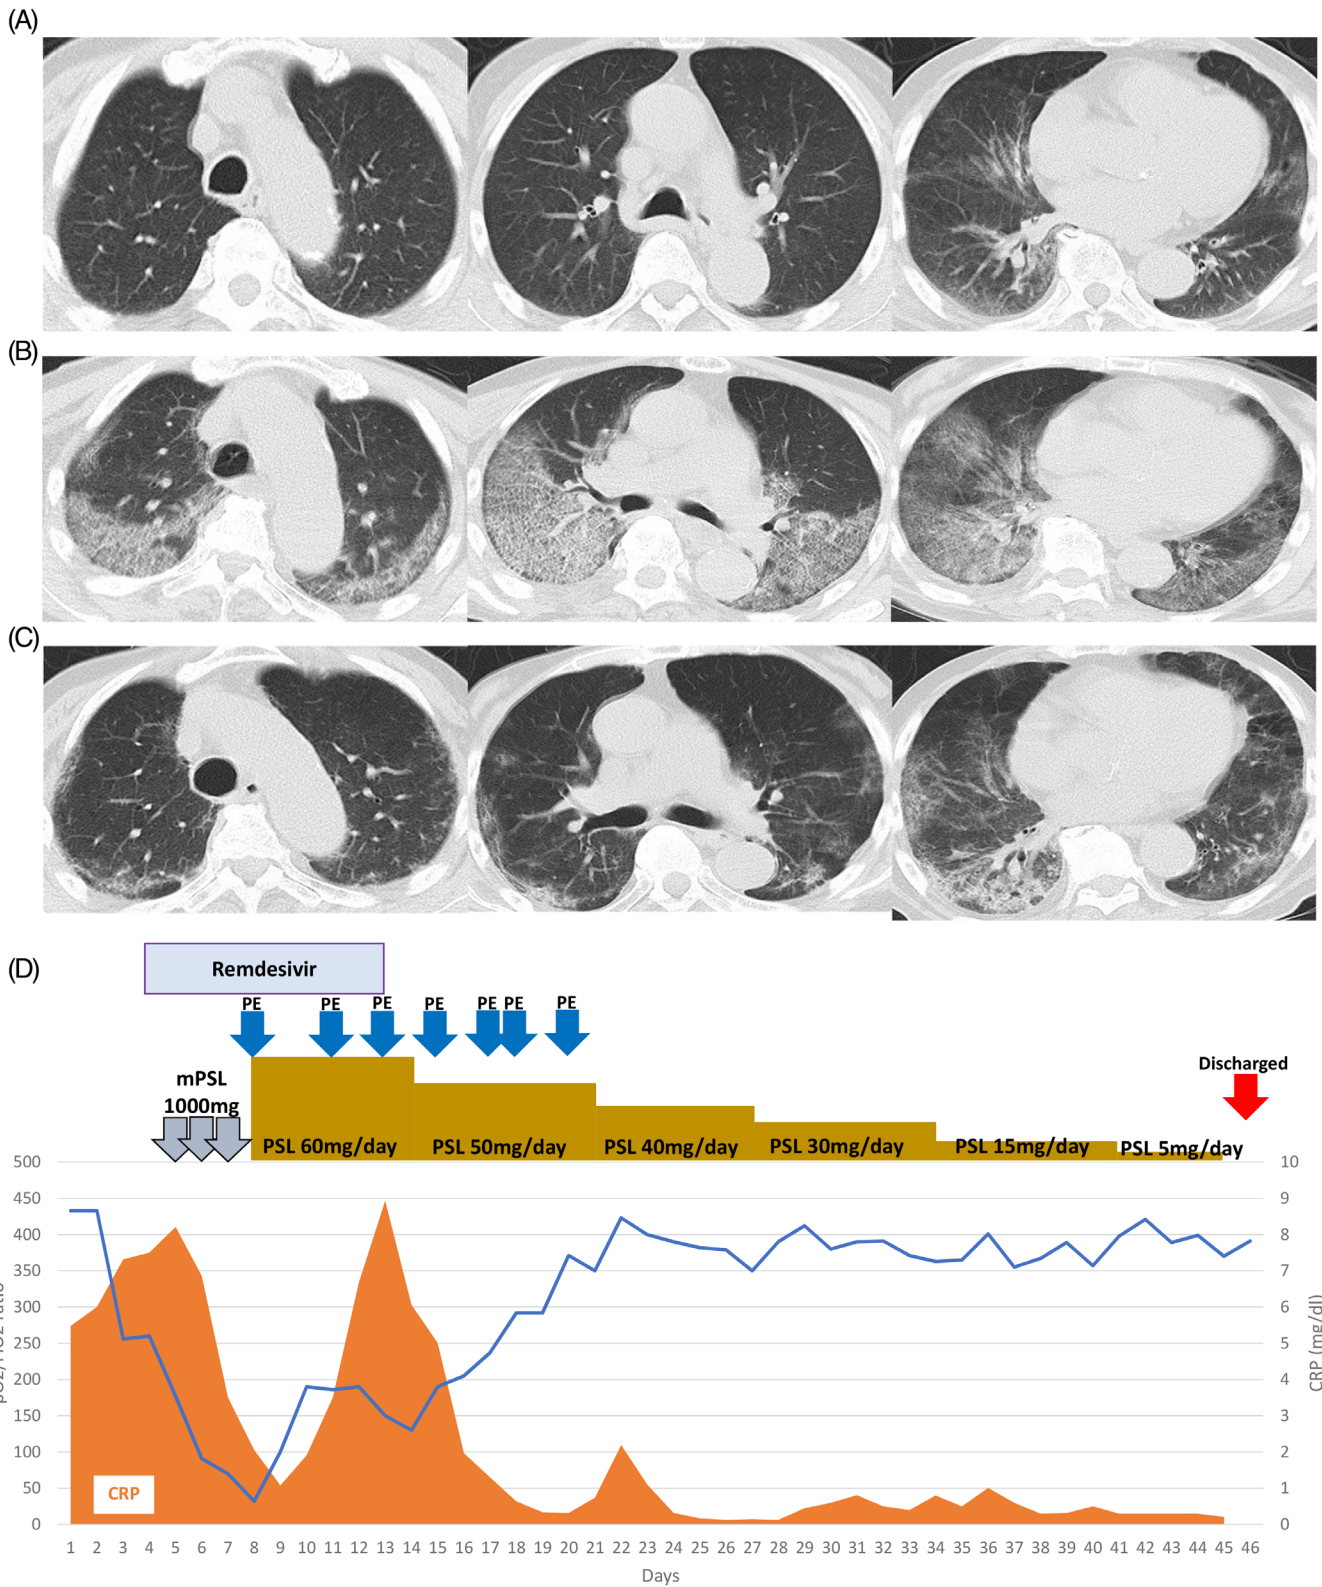 (A)
(B)
(C)
(D)
Remdesivir
PE PE PE PE PE PE PE
mPSL
1000mg
Discharged
PSL 60mg/day PSL 50mg/day PSL 40mg/day PSL 30mg/day PSL 15mg/day PSL 5mg/day
500 10
450 9
400 8
350 7
300 6
250 5
200 4
150 3
100 2
50 1
0 0
CRP (mg/dl)
CRP
1 2 3 4 5 6 7 8 9 10 11 12 13 14 15 16 17 18 19 20 21 22 23 24 25 26 27 28 29 30 31 32 33 34 35 36 37 38 39 40 41 42 43 44 45 46
Days